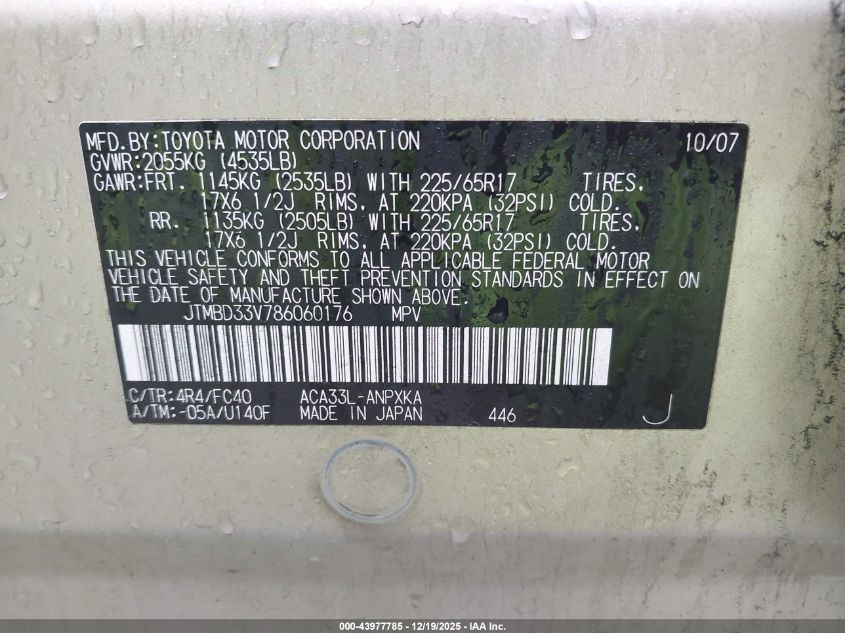 MFD.BY:TOYOTA MOTOR CORPORATION 10/07
GVWR:2055KG (4535LB)
GAWR:FRT. 1145KG (2535LB) WITH 225/65R17 TIRES.
17X6 1/2J RIMS. AT 220KPA (32PSI) COLD.
RR. 1135KG (2505LB) WITH 225/65R17 TIRES.
17X6 1/2J RIMS. AT 220KPA (32PSI) COLD.
THIS VEHICLE CONFORMS TO ALL APPLICABLE FEDERAL MOTOR
VEHICLE SAFETY AND THEFT PREVENTION STANDARDS IN EFFECT ON
THE DATE OF MANUFACTURE SHOWN ABOVE.
JTMBD33V786060176 MPV
C/TR:4R4/FC40 ACA33L-ANPXKA
A/TM:-05A/U140F MADE IN JAPAN 446 J
000-43977785 - 12/19/2025 - IAA Inc.